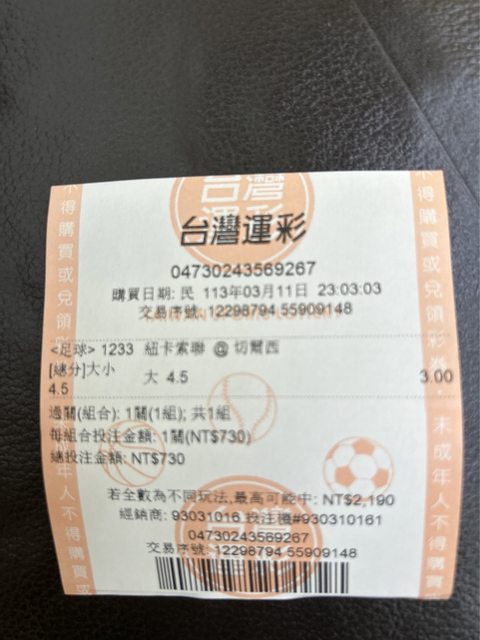 台灣運彩
台灣運彩
04730243569267
購買日期: 民 113年03月11日 23:03:03
交易序號: 12298794 55909148
<足球> 1233 紐卡索聯 @ 切爾西
[總分]大小 大 4.5 3.00
4.5
過關(組合): 1關(1組); 共1組
每組合投注金額: 1關(NT$730)
總投注金額: NT$730
若全數為不同玩法,最高可能中: NT$2,190
經銷商: 93031016 投注機#930310161
04730243569267
交易序號: 12298794 55909148
不得購買或兌領彩券
未成年人不得購買或